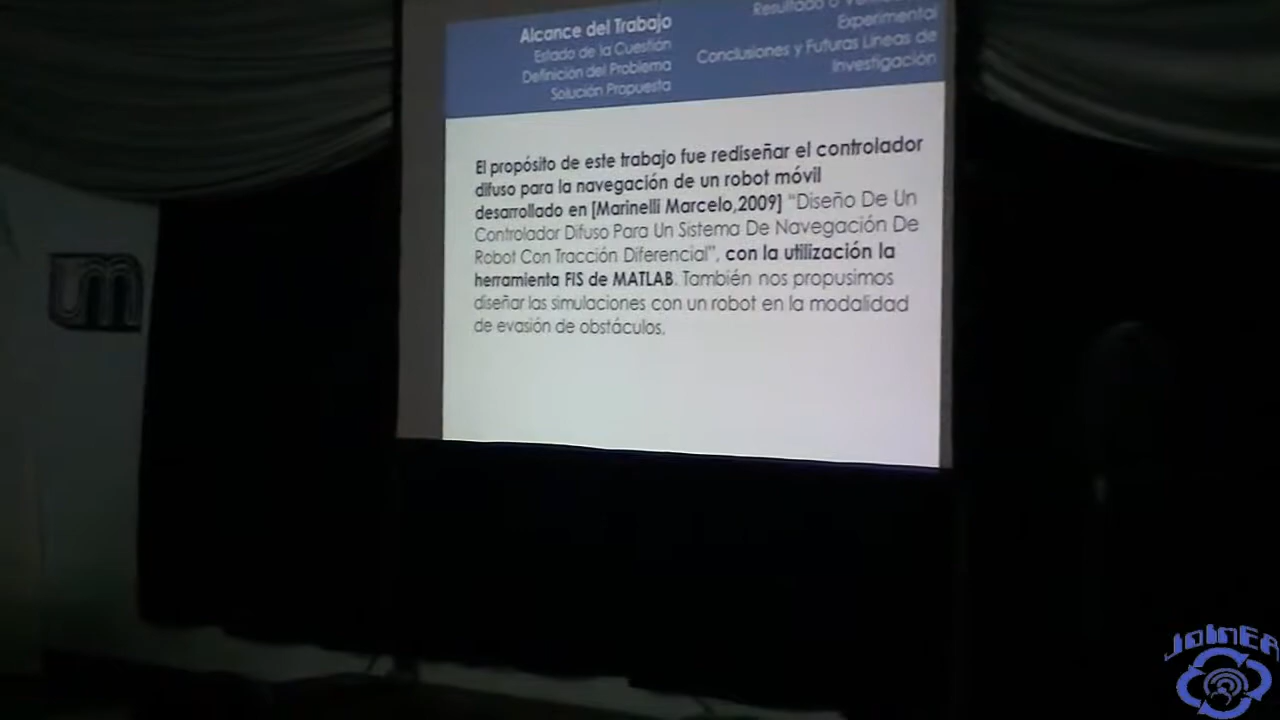 Alcance del Trabajo
Estado de la Cuestión
Definición del Problema
Solución Propuesta
Resultado
Experimental
Conclusiones y Futuras Líneas de
Investigación
El propósito de este trabajo fue rediseñar el controlador
difuso para la navegación de un robot móvil
desarrollado en [Marinelli Marcelo,2009] “Diseño De Un
Controlador Difuso Para Un Sistema De Navegación De
Robot Con Tracción Diferencial”, con la utilización la
herramienta FIS de MATLAB. También nos propusimos
diseñar las simulaciones con un robot en la modalidad
de evasión de obstáculos.
um